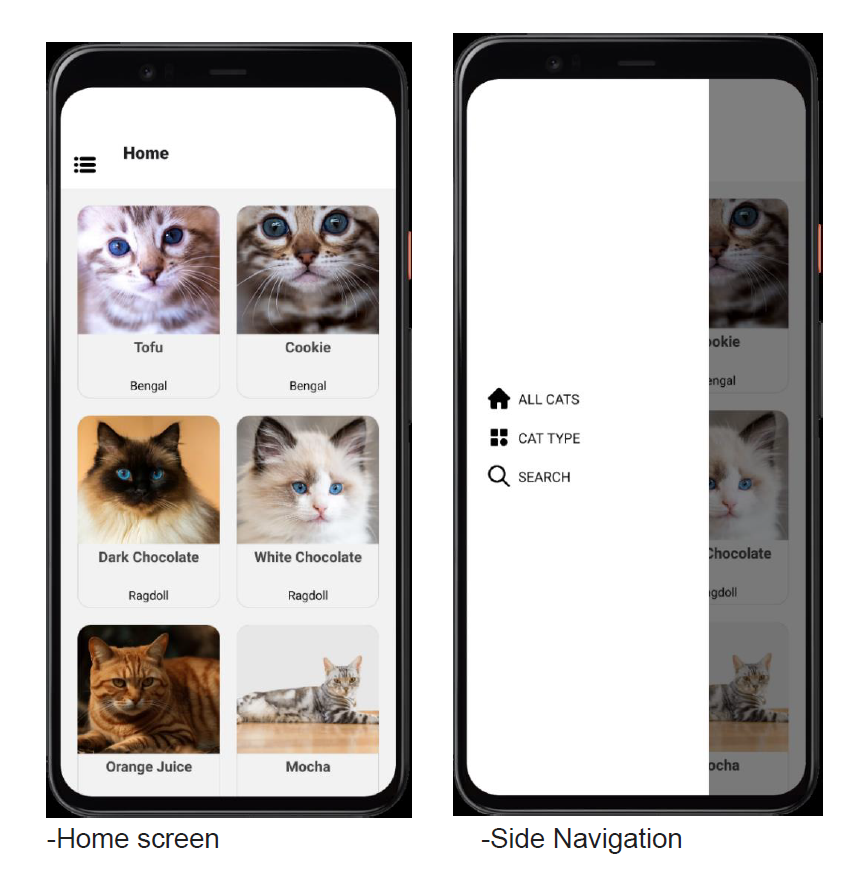 Home
Tofu
Cookie
Bengal
Bengal
Dark Chocolate
White Chocolate
Ragdoll
Ragdoll
Orange Juice
Mocha
-Home screen
ookie
engal
ALL CATS
CAT TYPE
SEARCH
Chocolate
gdoll
ocha
-Side Navigation